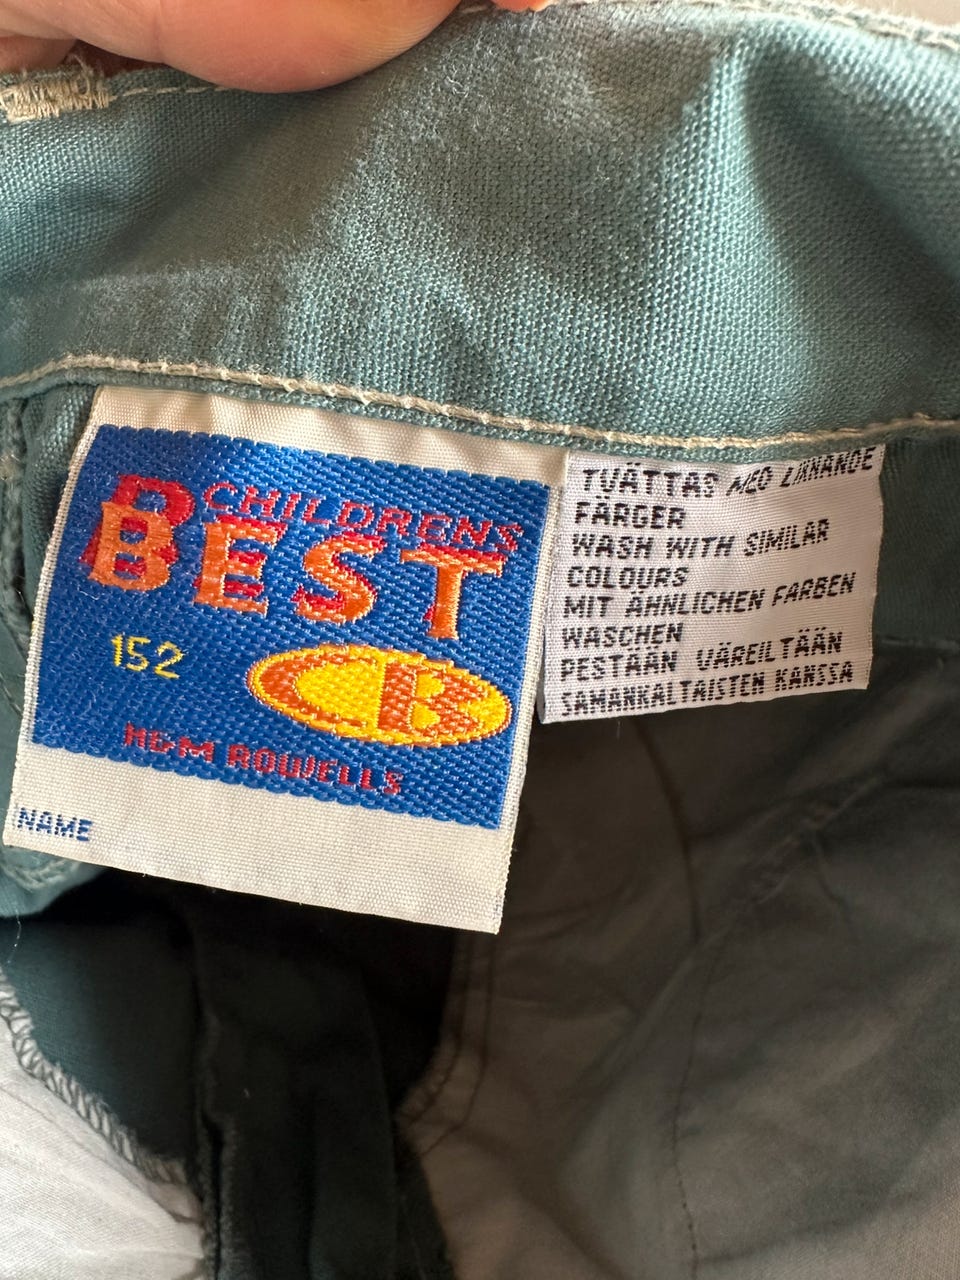 CHILDRENS
BEST
152
CB
H&M ROWELLS
NAME
TVÄTTAS MED LIKNANDE
FÄRGER
WASH WITH SIMILAR
COLOURS
MIT ÄHNLICHEN FARBEN
WASCHEN
PESTÄÄN VÄREILTÄÄN
SAMANKALTAISTEN KANSSA